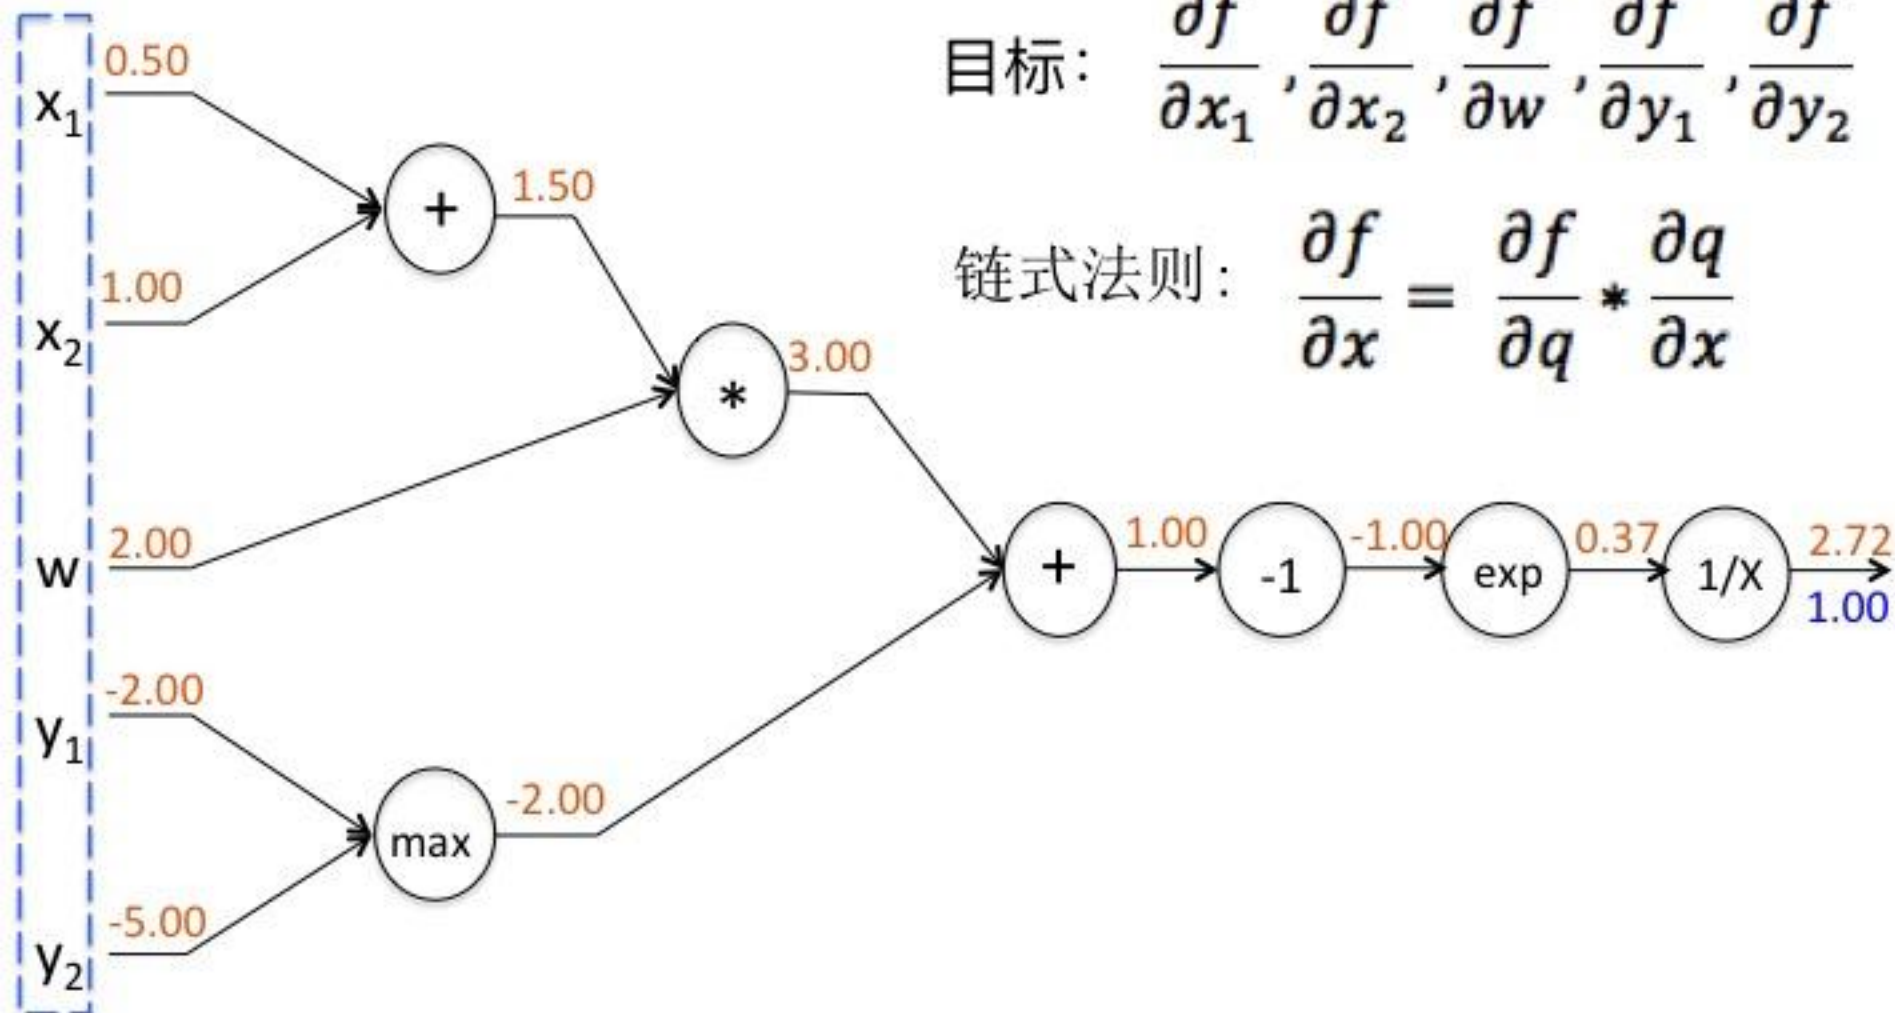 目标： ∂f/∂x₁ , ∂f/∂x₂ , ∂f/∂w , ∂f/∂y₁ , ∂f/∂y₂
链式法则： ∂f/∂x = ∂f/∂q * ∂q/∂x
x₁ 0.50
+ 1.50
x₂ 1.00
* 3.00
w 2.00
+ 1.00 -1 -1.00 exp 0.37 1/X 2.72
1.00
y₁ -2.00
max -2.00
y₂ -5.00